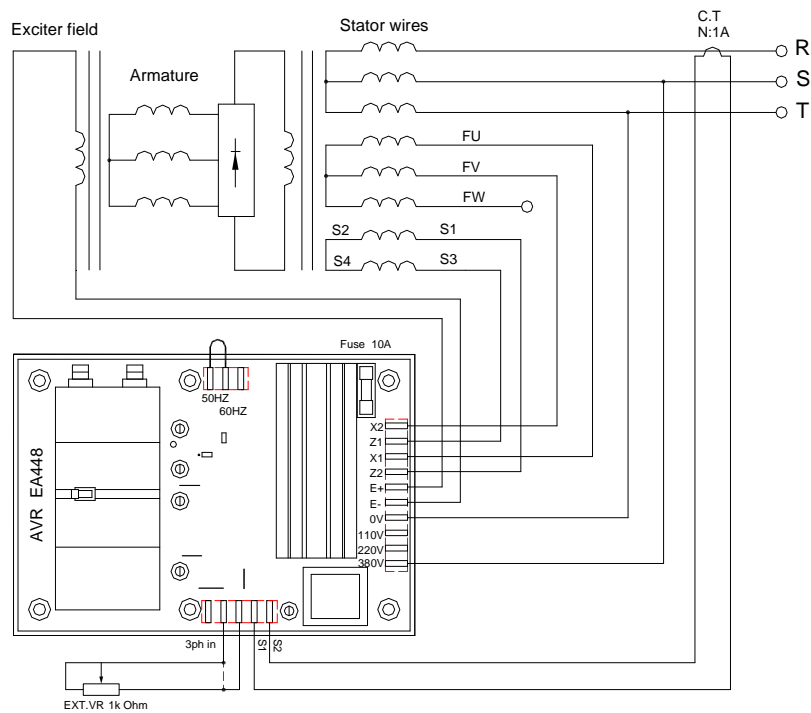 Exciter field
Stator wires
C.T
N:1A
R
Armature
S
T
FU
FV
FW
S2
S1
S4
S3
Fuse 10A
50HZ
60HZ
X2
Z1
X1
Z2
E+
E-
0V
110V
220V
380V
AVR EA448
3ph in
S1
S2
EXT.VR 1k Ohm